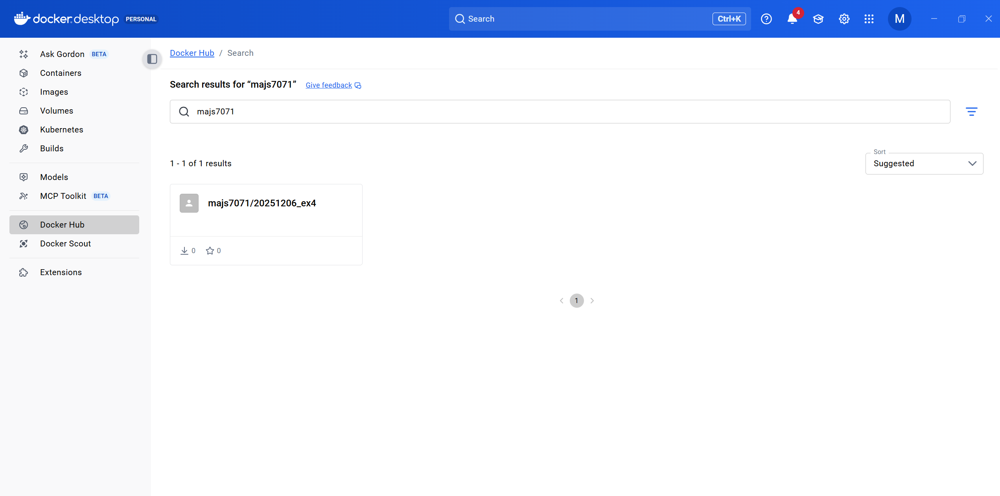 docker desktop PERSONAL
Search Ctrl+K
4
M
Ask Gordon BETA
Containers
Images
Volumes
Kubernetes
Builds
Models
MCP Toolkit BETA
Docker Hub
Docker Scout
Extensions
Docker Hub / Search
Search results for “majs7071” Give feedback
majs7071
1 - 1 of 1 results
Sort
Suggested
majs7071/20251206_ex4
0 0
1